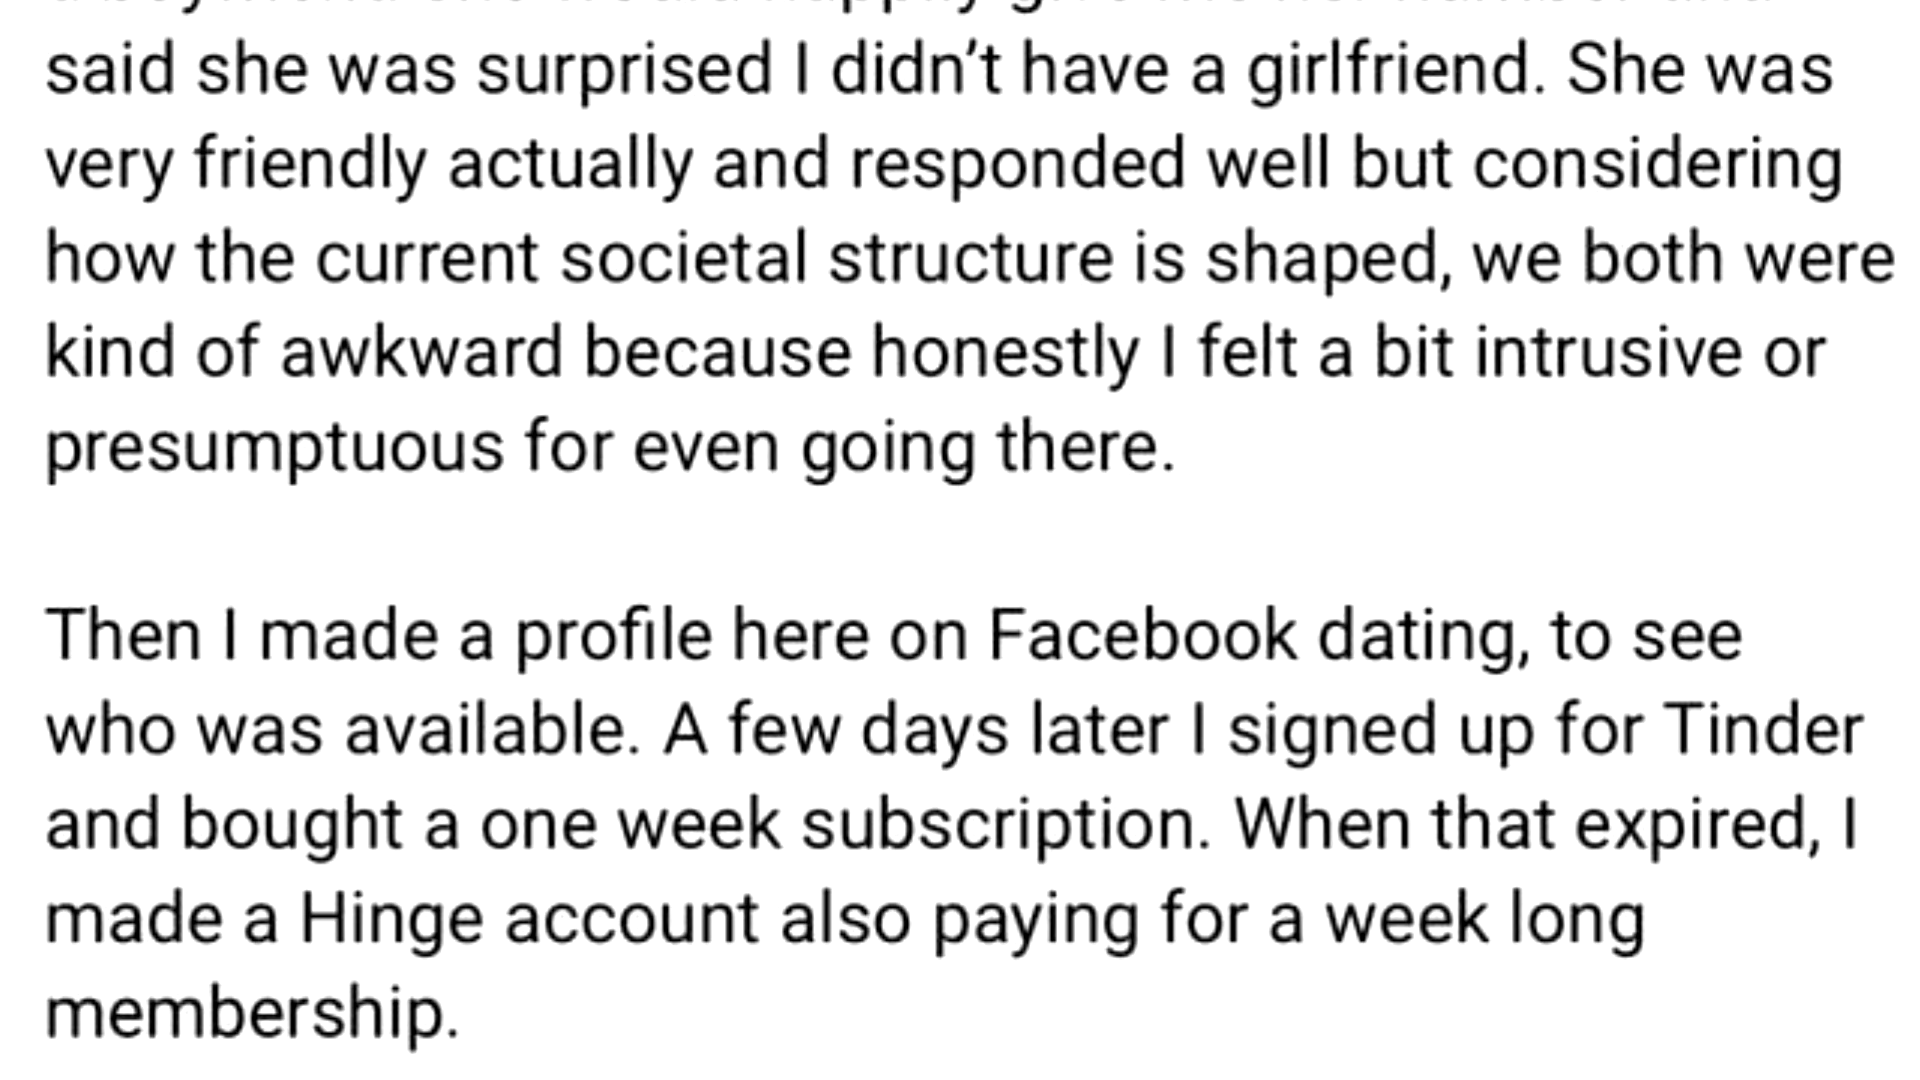 said she was surprised I didn't have a girlfriend. She was
very friendly actually and responded well but considering
how the current societal structure is shaped, we both were
kind of awkward because honestly I felt a bit intrusive or
presumptuous for even going there.
Then I made a profile here on Facebook dating, to see
who was available. A few days later I signed up for Tinder
and bought a one week subscription. When that expired, I
made a Hinge account also paying for a week long
membership.